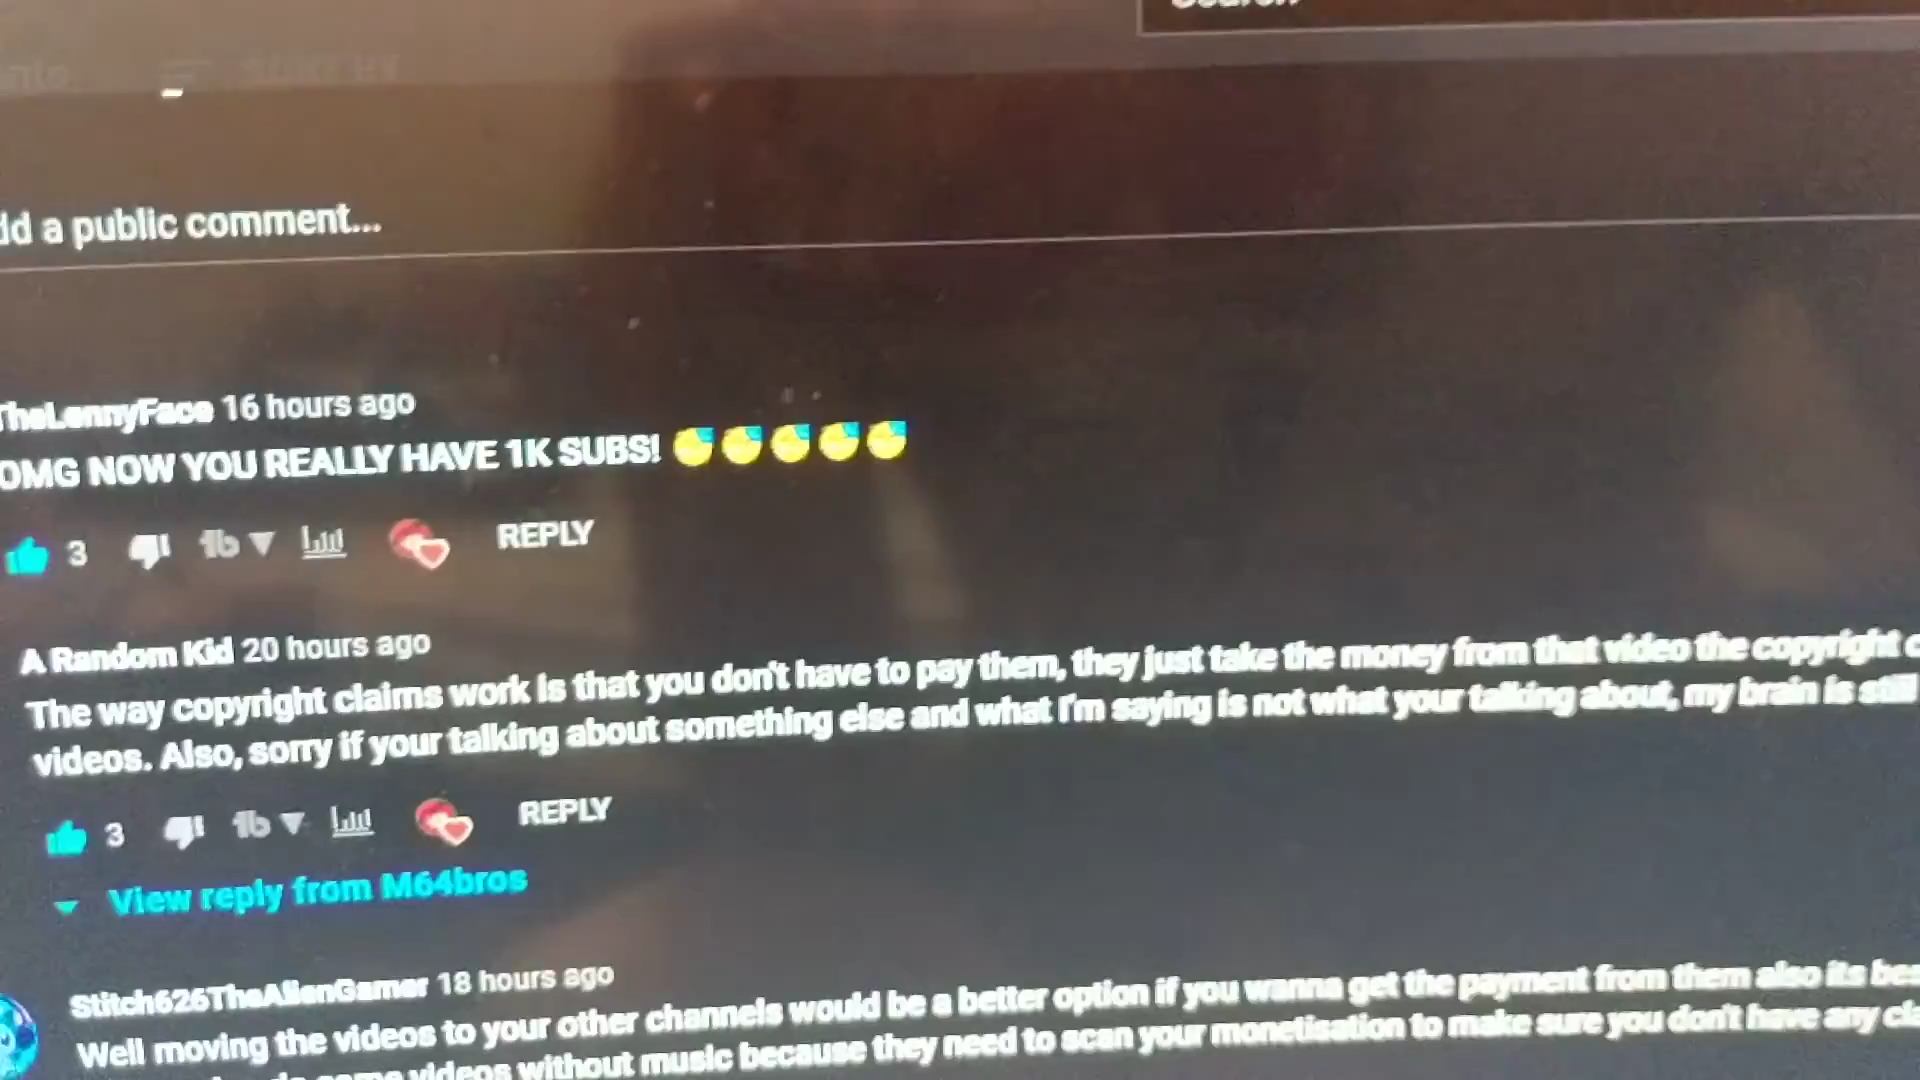 SORT BY
dd a public comment...
TheLennyFace 16 hours ago
OMG NOW YOU REALLY HAVE 1K SUBS! 😅😅😅😅😅
3 REPLY
A Random Kid 20 hours ago
The way copyright claims work is that you don't have to pay them, they just take the money from that video the copyright c
videos. Also, sorry if your talking about something else and what I'm saying is not what your talking about, my brain is still
3 REPLY
View reply from M64bros
Stitch626TheAlienGamer 18 hours ago
Well moving the videos to your other channels would be a better option if you wanna get the payment from them also its bes
some videos without music because they need to scan your monetisation to make sure you don't have any cla